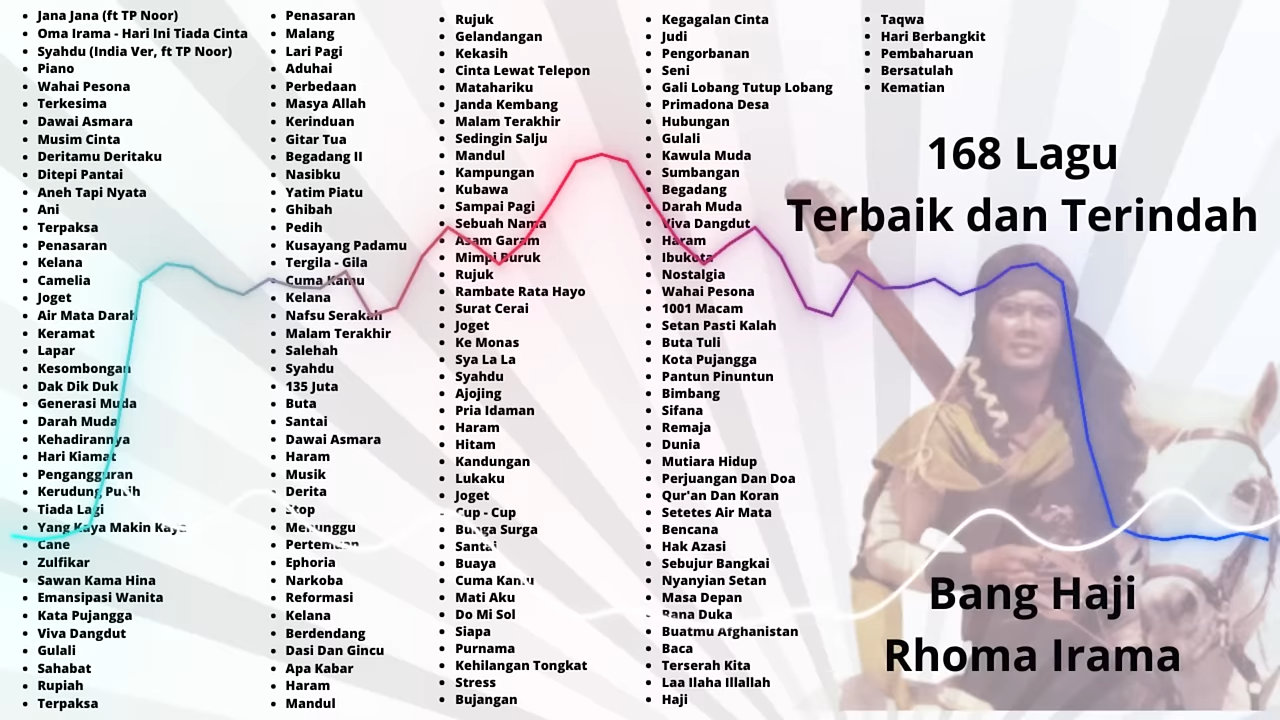 Jana Jana (ft TP Noor)
Oma Irama - Hari Ini Tiada Cinta
Syahdu (India Ver, ft TP Noor)
Piano
Wahai Pesona
Terkesima
Dawai Asmara
Musim Cinta
Deritamu Deritaku
Ditepi Pantai
Aneh Tapi Nyata
Ani
Terpaksa
Penasaran
Kelana
Camelia
Joget
Air Mata Darah
Keramat
Lapar
Kesombongan
Dak Dik Duk
Generasi Muda
Darah Muda
Kehadirannya
Hari Kiamat
Pengangguran
Kerudung Putih
Tiada Lagi
Yang Kaya Makin Kaya
Cane
Zulfikar
Sawan Kama Hina
Emansipasi Wanita
Kata Pujangga
Viva Dangdut
Gulali
Sahabat
Rupiah
Terpaksa
Penasaran
Malang
Lari Pagi
Aduhai
Perbedaan
Masya Allah
Kerinduan
Gitar Tua
Begadang II
Nasibku
Yatim Piatu
Ghibah
Pedih
Kusayang Padamu
Tergila - Gila
Cuma Kamu
Kelana
Nafsu Serakah
Malam Terakhir
Salehah
Syahdu
135 Juta
Buta
Santai
Dawai Asmara
Haram
Musik
Derita
Stop
Menunggu
Pertemuan
Ephoria
Narkoba
Reformasi
Kelana
Berdendang
Dasi Dan Gincu
Apa Kabar
Haram
Mandul
Rujuk
Gelandangan
Kekasih
Cinta Lewat Telepon
Matahariku
Janda Kembang
Malam Terakhir
Sedingin Salju
Mandul
Kampungan
Kubawa
Sampai Pagi
Sebuah Nama
Asam Garam
Mimpi Buruk
Rujuk
Rambate Rata Hayo
Surat Cerai
Joget
Ke Monas
Sya La La
Syahdu
Ajojing
Pria Idaman
Haram
Hitam
Kandungan
Lukaku
Joget
Cup - Cup
Bunga Surga
Santai
Buaya
Cuma Kamu
Mati Aku
Do Mi Sol
Siapa
Purnama
Kehilangan Tongkat
Stress
Bujangan
Kegagalan Cinta
Judi
Pengorbanan
Seni
Gali Lobang Tutup Lobang
Primadona Desa
Hubungan
Gulali
Kawula Muda
Sumbangan
Begadang
Darah Muda
Viva Dangdut
Haram
Ibukota
Nostalgia
Wahai Pesona
1001 Macam
Setan Pasti Kalah
Buta Tuli
Kota Pujangga
Pantun Pinuntun
Bimbang
Sifana
Remaja
Dunia
Mutiara Hidup
Perjuangan Dan Doa
Qur'an Dan Koran
Setetes Air Mata
Bencana
Hak Azasi
Sebujur Bangkai
Nyanyian Setan
Masa Depan
Rana Duka
Buatmu Afghanistan
Baca
Terserah Kita
Laa Ilaha Illallah
Haji
Taqwa
Hari Berbangkit
Pembaharuan
Bersatulah
Kematian
168 Lagu
Terbaik dan Terindah
Bang Haji
Rhoma Irama